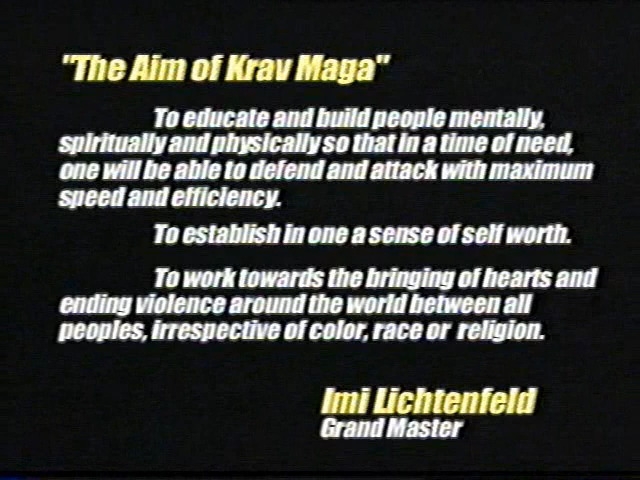 "The Aim of Krav Maga"
To educate and build people mentally,
spiritually and physically so that in a time of need,
one will be able to defend and attack with maximum
speed and efficiency.
To establish in one a sense of self worth.
To work towards the bringing of hearts and
ending violence around the world between all
peoples, irrespective of color, race or religion.
Imi Lichtenfeld
Grand Master